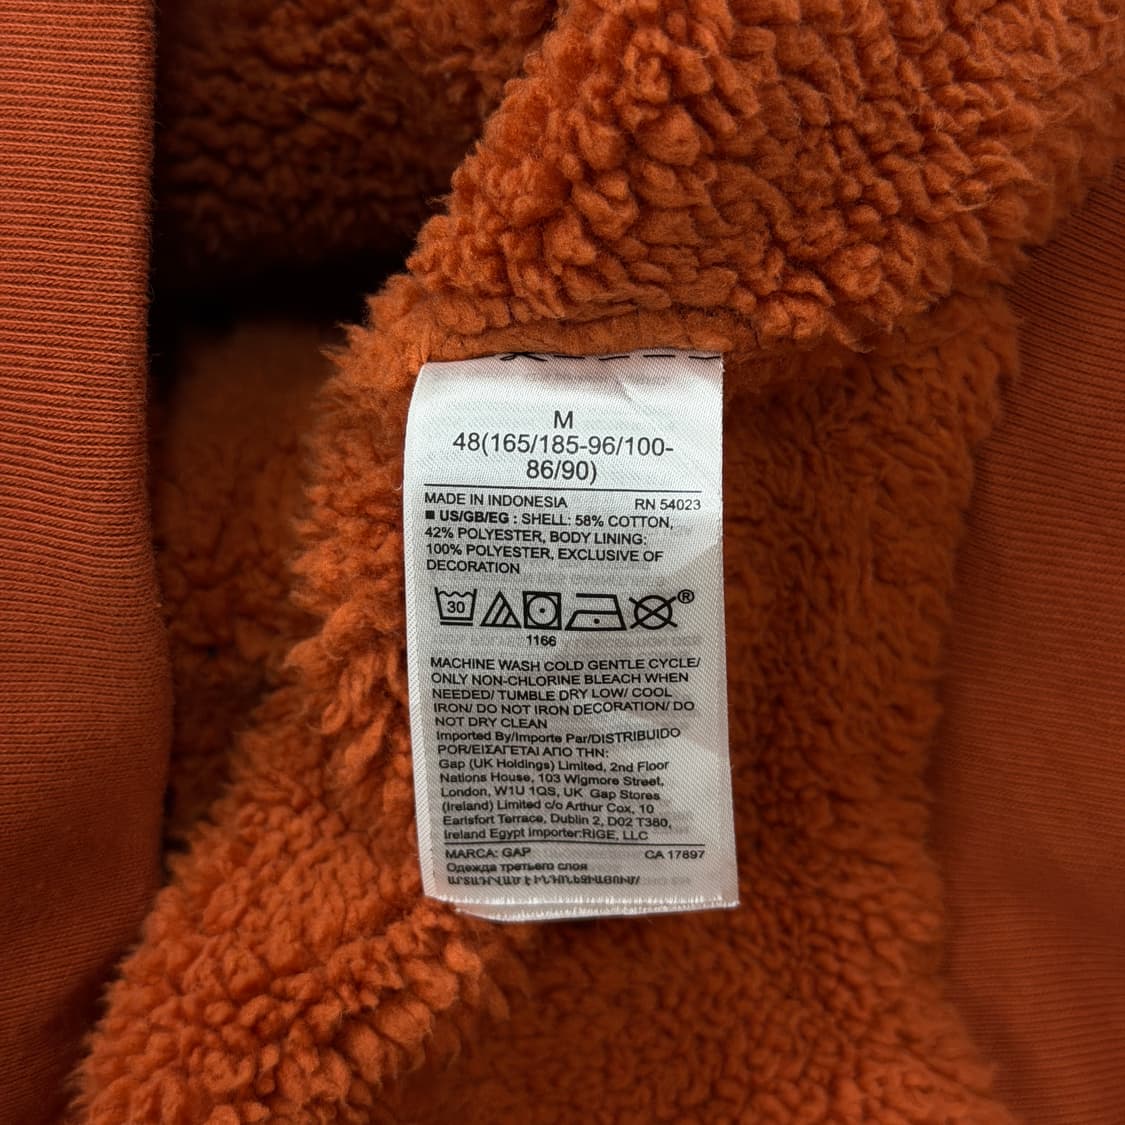 M
48(165/185-96/100-
86/90)
MADE IN INDONESIA RN 54023
■ US/GB/EG : SHELL: 58% COTTON,
42% POLYESTER, BODY LINING:
100% POLYESTER, EXCLUSIVE OF
DECORATION
30 ®
1166
MACHINE WASH COLD GENTLE CYCLE/
ONLY NON-CHLORINE BLEACH WHEN
NEEDED/ TUMBLE DRY LOW/ COOL
IRON/ DO NOT IRON DECORATION/ DO
NOT DRY CLEAN
Imported By/Importe Par/DISTRIBUIDO
POR/ΕΙΣΑΓΕΤΑΙ ΑΠΟ ΤΗΝ:
Gap (UK Holdings) Limited, 2nd Floor
Nations House, 103 Wigmore Street,
London, W1U 1QS, UK Gap Stores
(Ireland) Limited c/o Arthur Cox, 10
Earlsfort Terrace, Dublin 2, D02 T380,
Ireland Egypt importer:RIGE, LLC
MARCA: GAP CA 17897
Одежда третьего слоя